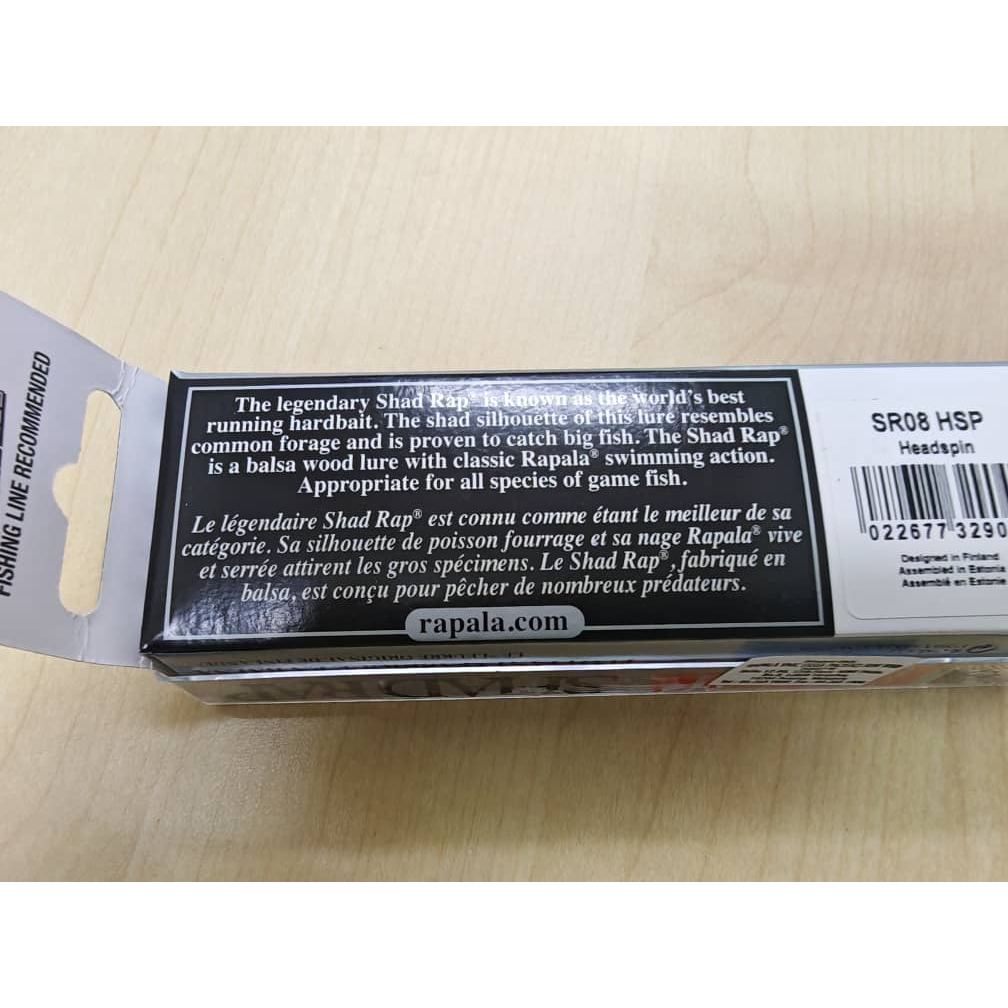 FISHING LINE RECOMMENDED
The legendary Shad Rap® is known as the world's best
running hardbait. The shad silhouette of this lure resembles
common forage and is proven to catch big fish. The Shad Rap®
is a balsa wood lure with classic Rapala® swimming action.
Appropriate for all species of game fish.
Le légendaire Shad Rap® est connu comme étant le meilleur de sa
catégorie. Sa silhouette de poisson fourrage et sa nage Rapala® vive
et serrée attirent les gros spécimens. Le Shad Rap®, fabriqué en
balsa, est conçu pour pêcher de nombreux prédateurs.
rapala.com
SR08 HSP
Headspin
022677 3290
Designed in Finland
Assembled in Estonia
Assemblé en Estonie